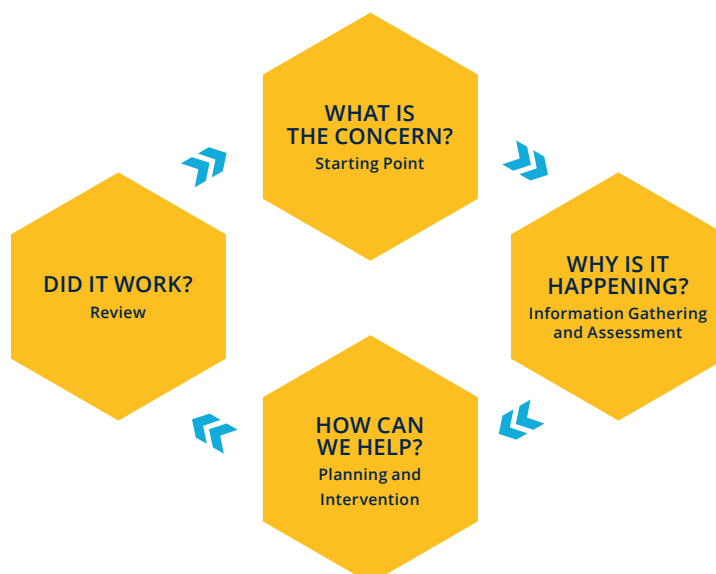 WHAT IS
THE CONCERN?
Starting Point
WHY IS IT
HAPPENING?
Information Gathering
and Assessment
HOW CAN
WE HELP?
Planning and
Intervention
DID IT WORK?
Review